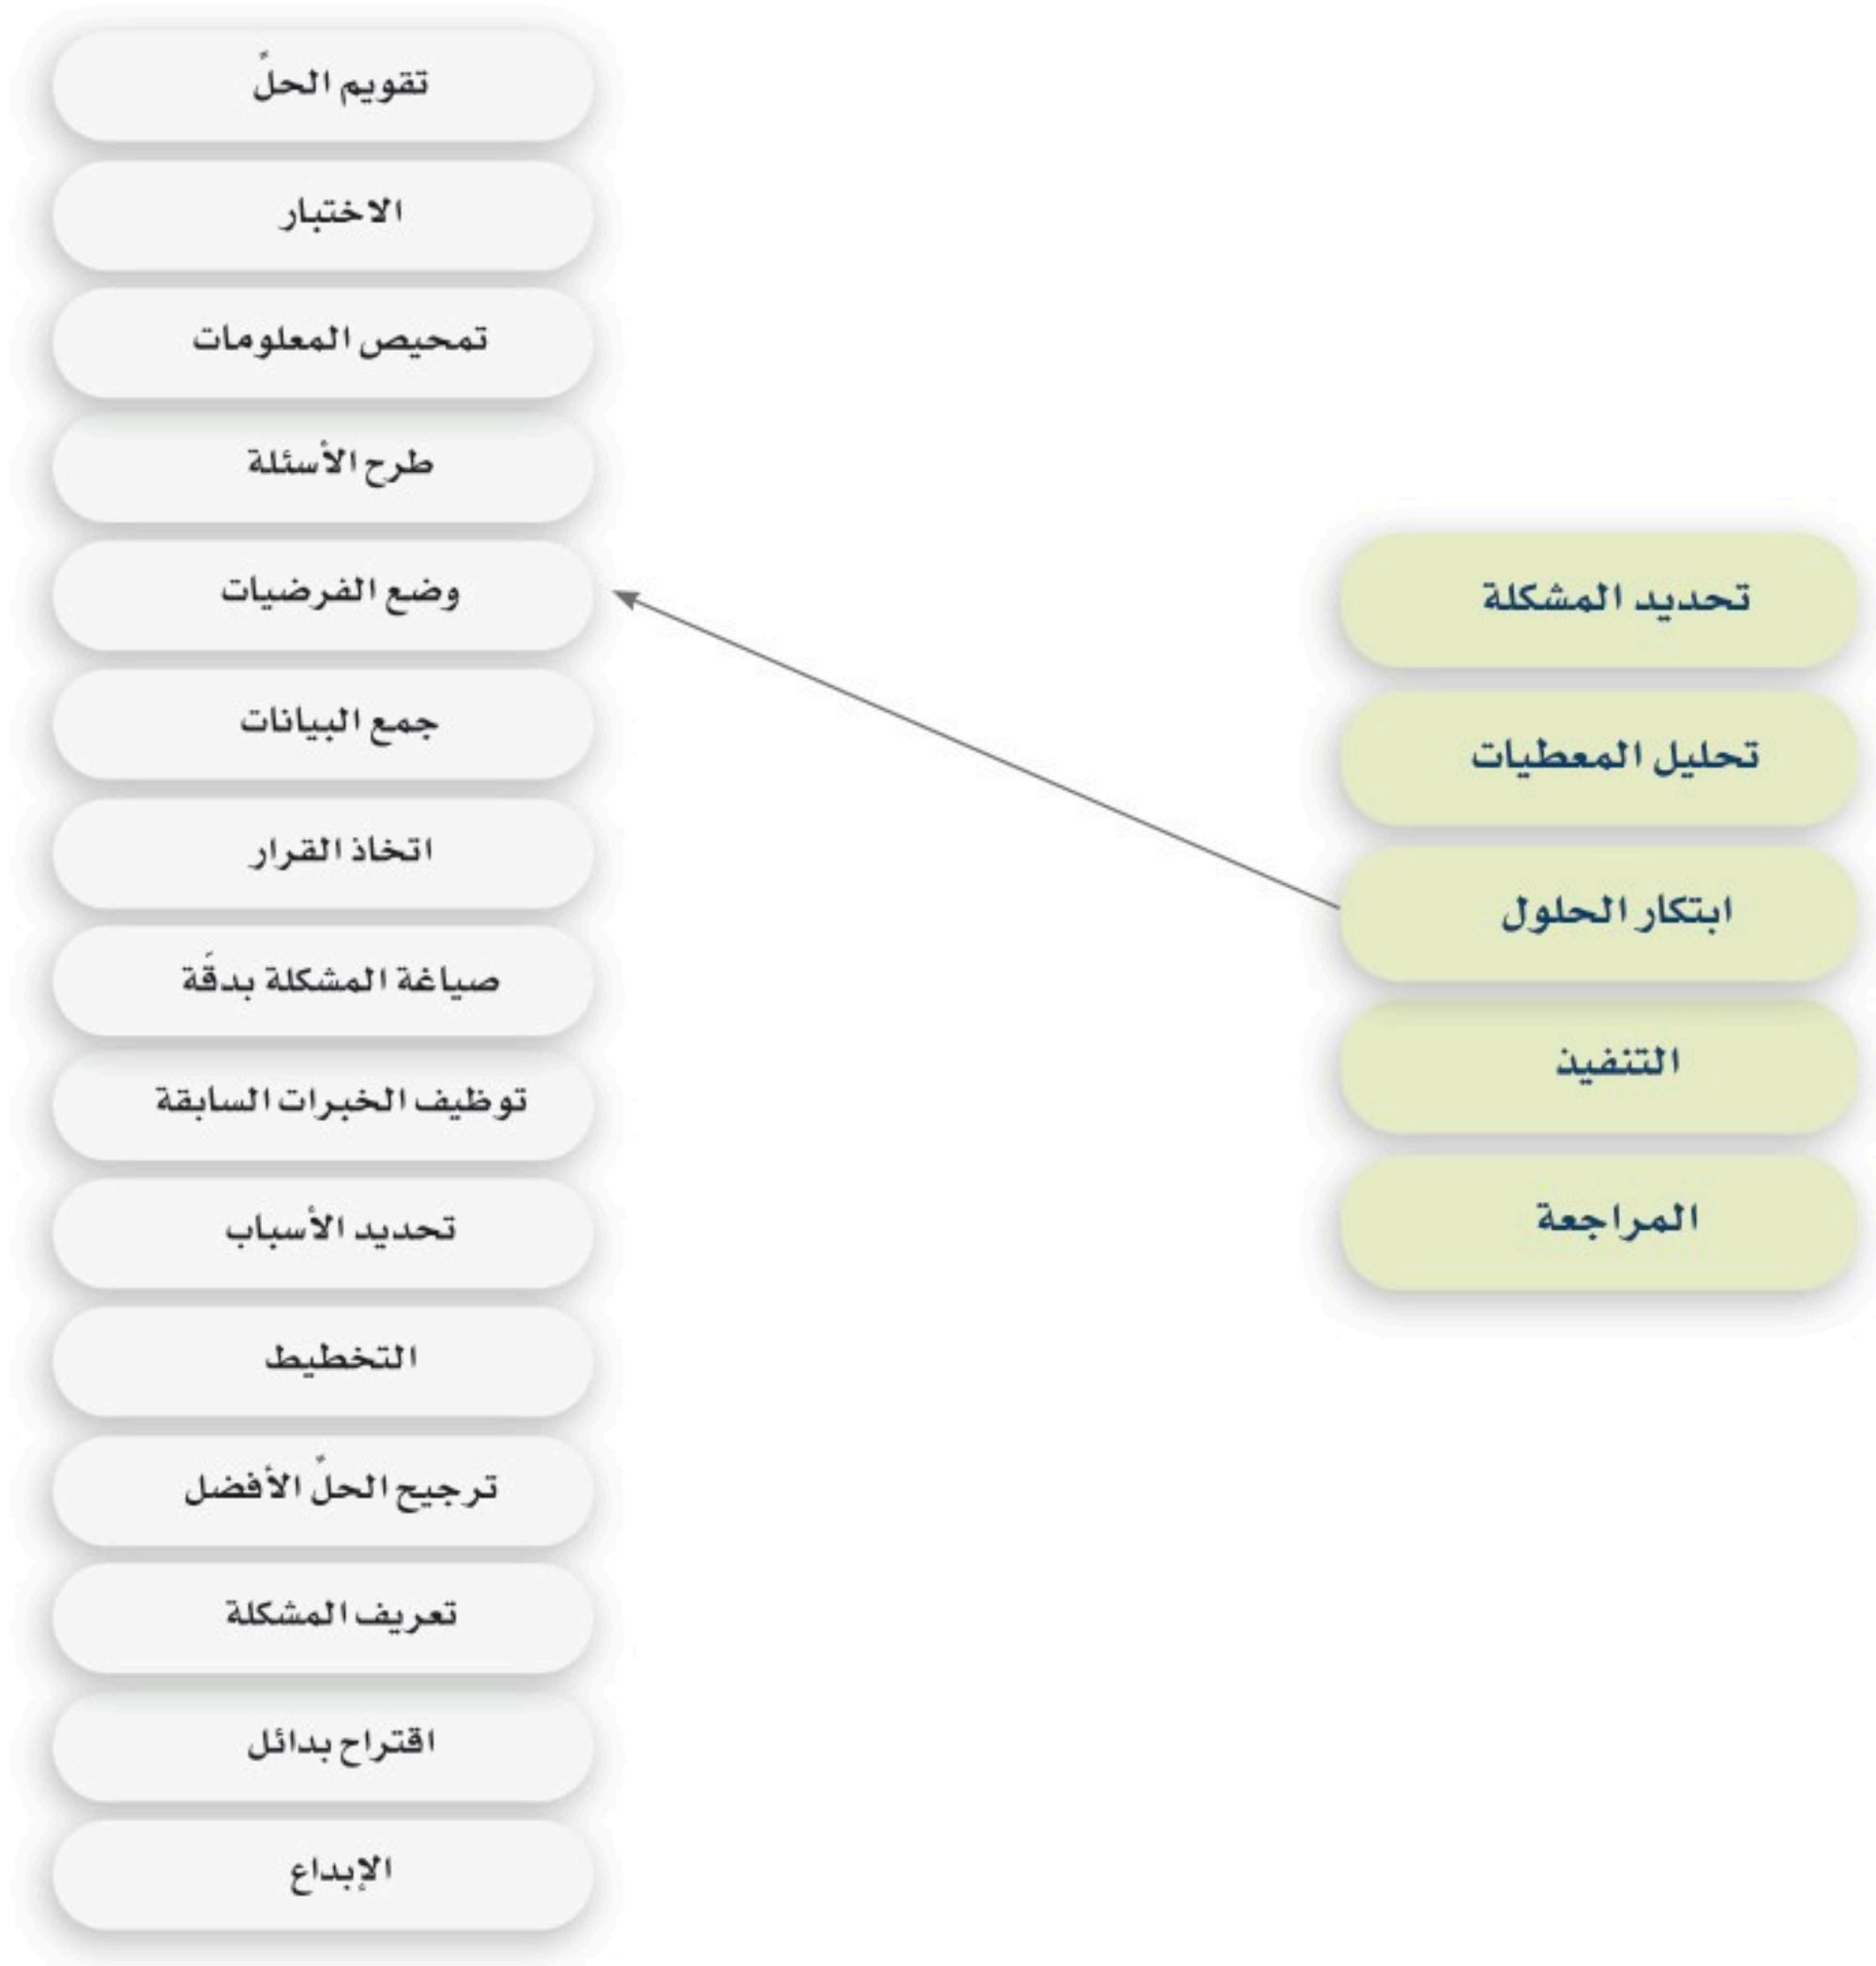 تحديد المشكلة
تحليل المعطيات
ابتكار الحلول
التنفيذ
المراجعة
تقويم الحلّ
الاختبار
تمحيص المعلومات
طرح الأسئلة
وضع الفرضيات
جمع البيانات
اتخاذ القرار
صياغة المشكلة بدقّة
توظيف الخبرات السابقة
تحديد الأسباب
التخطيط
ترجيح الحلّ الأفضل
تعريف المشكلة
اقتراح بدائل
الإبداع